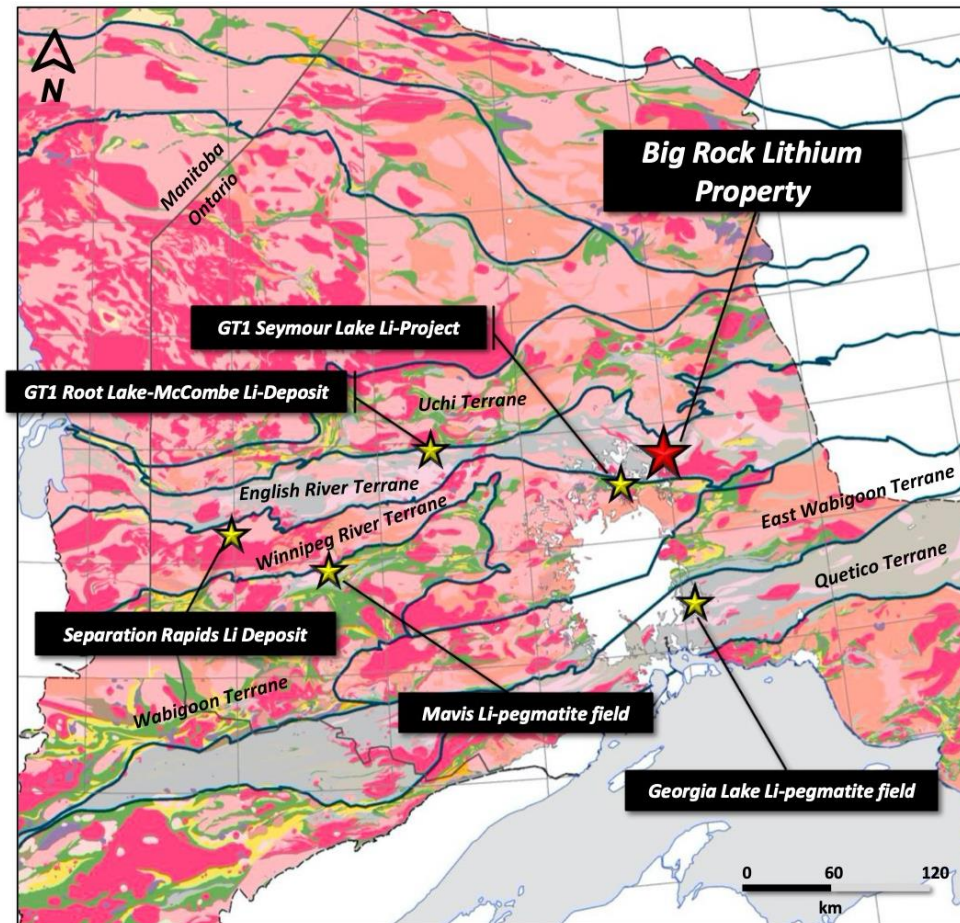 N
Manitoba
Ontario
Big Rock Lithium
Property
GT1 Seymour Lake Li-Project
GT1 Root Lake-McCombe Li-Deposit
Uchi Terrane
English River Terrane
Winnipeg River Terrane
East Wabigoon Terrane
Quetico Terrane
Separation Rapids Li Deposit
Wabigoon Terrane
Mavis Li-pegmatite field
Georgia Lake Li-pegmatite field
0 60 120
km